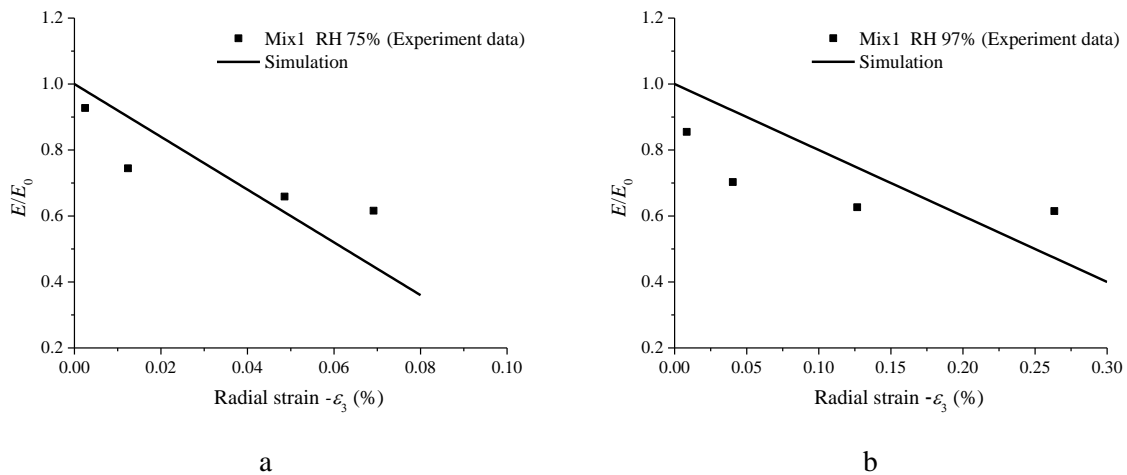 Mix1 RH 75% (Experiment data)
Simulation
1.2
1.0
0.8
0.6
0.4
0.2
E/E0
0.00 0.02 0.04 0.06 0.08 0.10
Radial strain -ε3 (%)
a
Mix1 RH 97% (Experiment data)
Simulation
1.2
1.0
0.8
0.6
0.4
0.2
E/E0
0.00 0.05 0.10 0.15 0.20 0.25 0.30
Radial strain -ε3 (%)
b